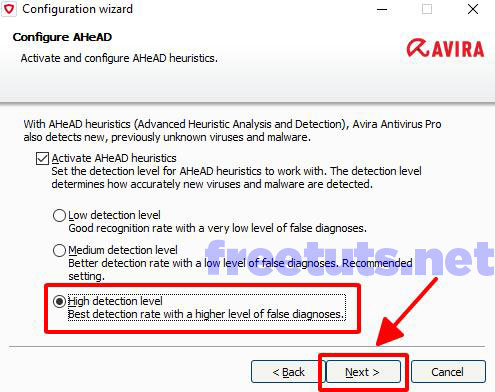 Configuration wizard
Configure AHeAD
Activate and configure AHeAD heuristics.
AVIRA
With AHeAD heuristics (Advanced Heuristic Analysis and Detection), Avira Antivirus Pro
also detects new, previously unknown viruses and malware.
Activate AHeAD heuristics
Set the detection level for AHeAD heuristics to work with. The detection level
determines how accurately new viruses and malware are detected.
Low detection level
Good recognition rate with a very low level of false diagnoses.
Medium detection level
Better detection rate with a low level of false diagnoses. Recommended
setting.
freetuts.net
High detection level
Best detection rate with a higher level of false diagnoses.
< Back
Next >
Cancel